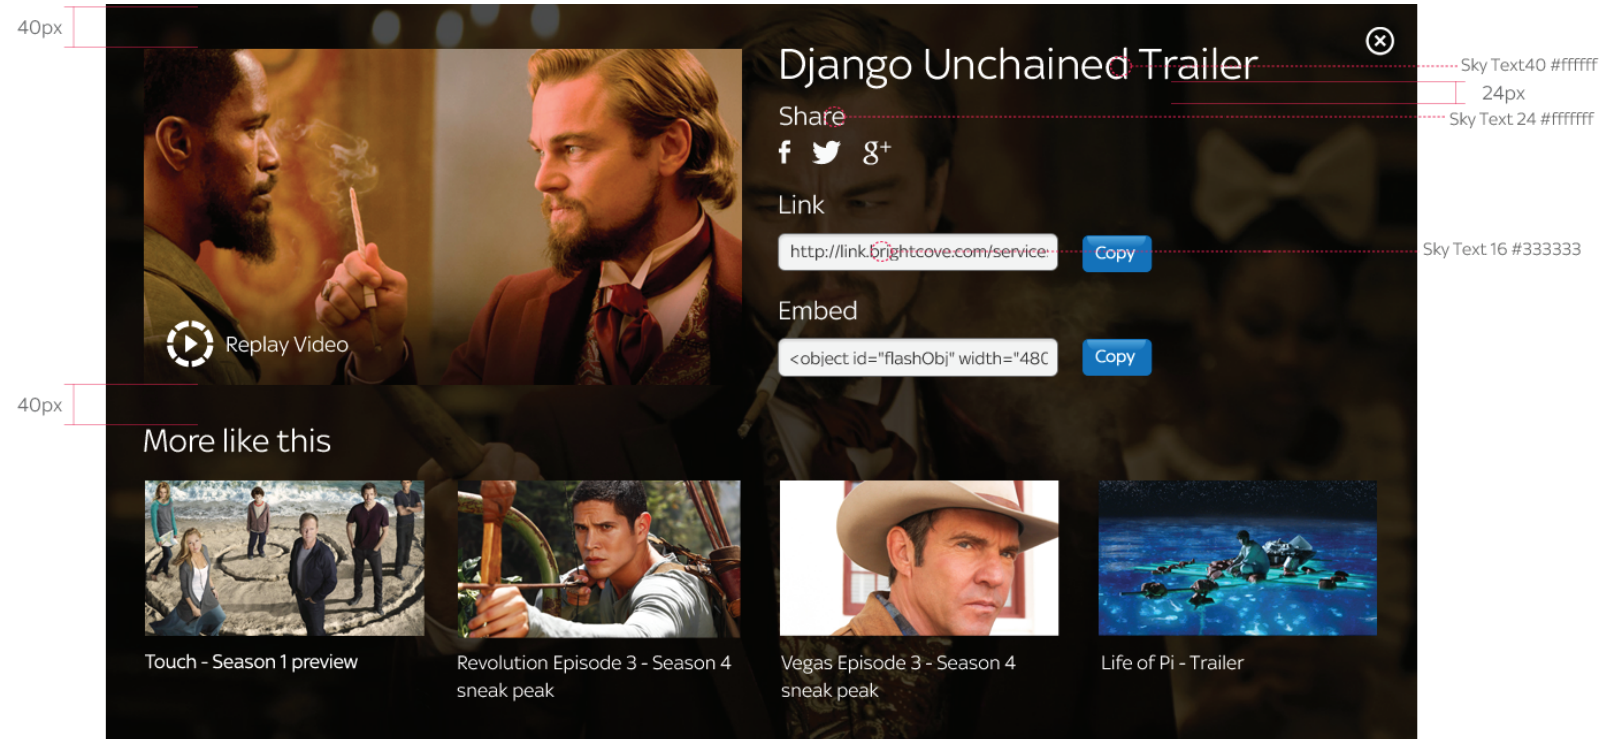 40px
Django Unchained Trailer
Sky Text40 #ffffff
24px
Share
Sky Text 24 #fffffff
f g+
Link
http://link.brightcove.com/service
Copy
Sky Text 16 #333333
Embed
<object id="flashObj" width="480
Copy
Replay Video
40px
More like this
Touch - Season 1 preview
Revolution Episode 3 - Season 4
sneak peak
Vegas Episode 3 - Season 4
sneak peak
Life of Pi - Trailer